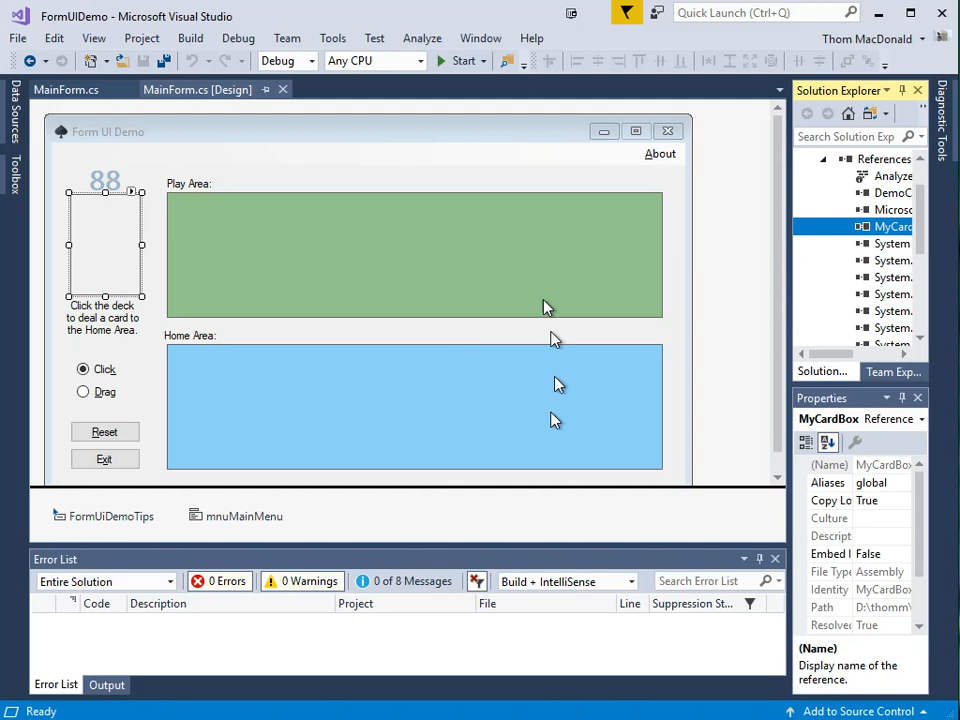 FormUIDemo - Microsoft Visual Studio
Quick Launch (Ctrl+Q)
File Edit View Project Build Debug Team Tools Test Analyze Window Help
Thom MacDonald
Debug Any CPU Start
Data Sources
Toolbox
MainForm.cs MainForm.cs [Design]
Form UI Demo
About
88
Play Area:
Click the deck
to deal a card to
the Home Area.
Home Area:
Click
Drag
Reset
Exit
FormUiDemoTips mnuMainMenu
Error List
Entire Solution 0 Errors 0 Warnings 0 of 8 Messages Build + IntelliSense Search Error List
Code Description Project File Line Suppression St...
Error List Output
Solution Explorer
Search Solution Exp
References
Analyze
DemoC
Microso
MyCard
System
System.
System.
System.
System.
System.
System.
Solution... Team Exp...
Diagnostic Tools
Properties
MyCardBox Reference
(Name) MyCardBox
Aliases global
Copy Lo True
Culture
Descript
Embed I False
File Type Assembly
Identity MyCardBox
Path D:\thomm\
Resolved True
(Name)
Display name of the
reference.
Ready
Add to Source Control